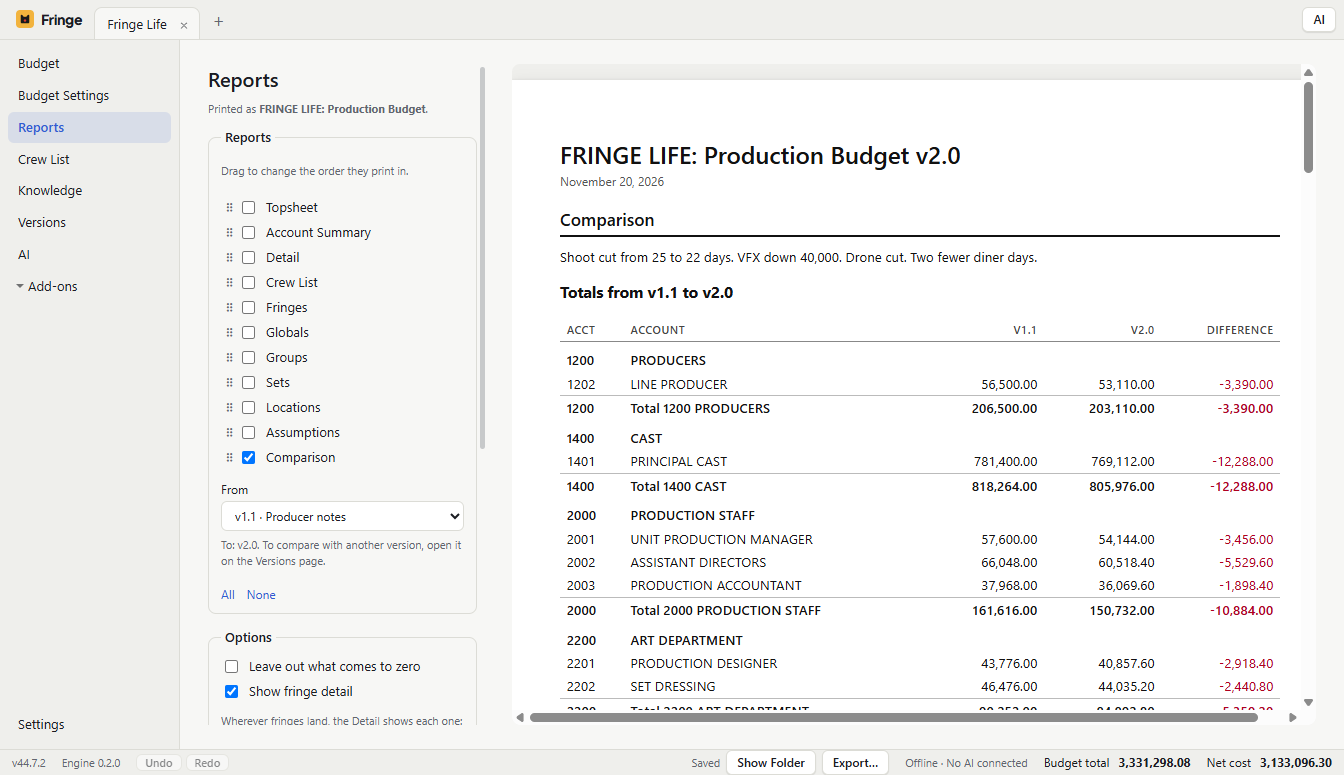 Fringe
Fringe Life ×
+
AI
Budget
Budget Settings
Reports
Crew List
Knowledge
Versions
AI
Add-ons
Settings
Reports
Printed as FRINGE LIFE: Production Budget.
Reports
Drag to change the order they print in.
Topsheet
Account Summary
Detail
Crew List
Fringes
Globals
Groups
Sets
Locations
Assumptions
Comparison
From
v1.1 · Producer notes
To: v2.0. To compare with another version, open it
on the Versions page.
All None
Options
Leave out what comes to zero
Show fringe detail
Wherever fringes land, the Detail shows each one:
FRINGE LIFE: Production Budget v2.0
November 20, 2026
Comparison
Shoot cut from 25 to 22 days. VFX down 40,000. Drone cut. Two fewer diner days.
Totals from v1.1 to v2.0
ACCT ACCOUNT V1.1 V2.0 DIFFERENCE
1200 PRODUCERS
1202 LINE PRODUCER 56,500.00 53,110.00 -3,390.00
1200 Total 1200 PRODUCERS 206,500.00 203,110.00 -3,390.00
1400 CAST
1401 PRINCIPAL CAST 781,400.00 769,112.00 -12,288.00
1400 Total 1400 CAST 818,264.00 805,976.00 -12,288.00
2000 PRODUCTION STAFF
2001 UNIT PRODUCTION MANAGER 57,600.00 54,144.00 -3,456.00
2002 ASSISTANT DIRECTORS 66,048.00 60,518.40 -5,529.60
2003 PRODUCTION ACCOUNTANT 37,968.00 36,069.60 -1,898.40
2000 Total 2000 PRODUCTION STAFF 161,616.00 150,732.00 -10,884.00
2200 ART DEPARTMENT
2201 PRODUCTION DESIGNER 43,776.00 40,857.60 -2,918.40
2202 SET DRESSING 46,476.00 44,035.20 -2,440.80
2200 Total 2200 ART DEPARTMENT
v44.7.2 Engine 0.2.0 Undo Redo Saved Show Folder Export... Offline · No AI connected Budget total 3,331,298.08 Net cost 3,133,096.30